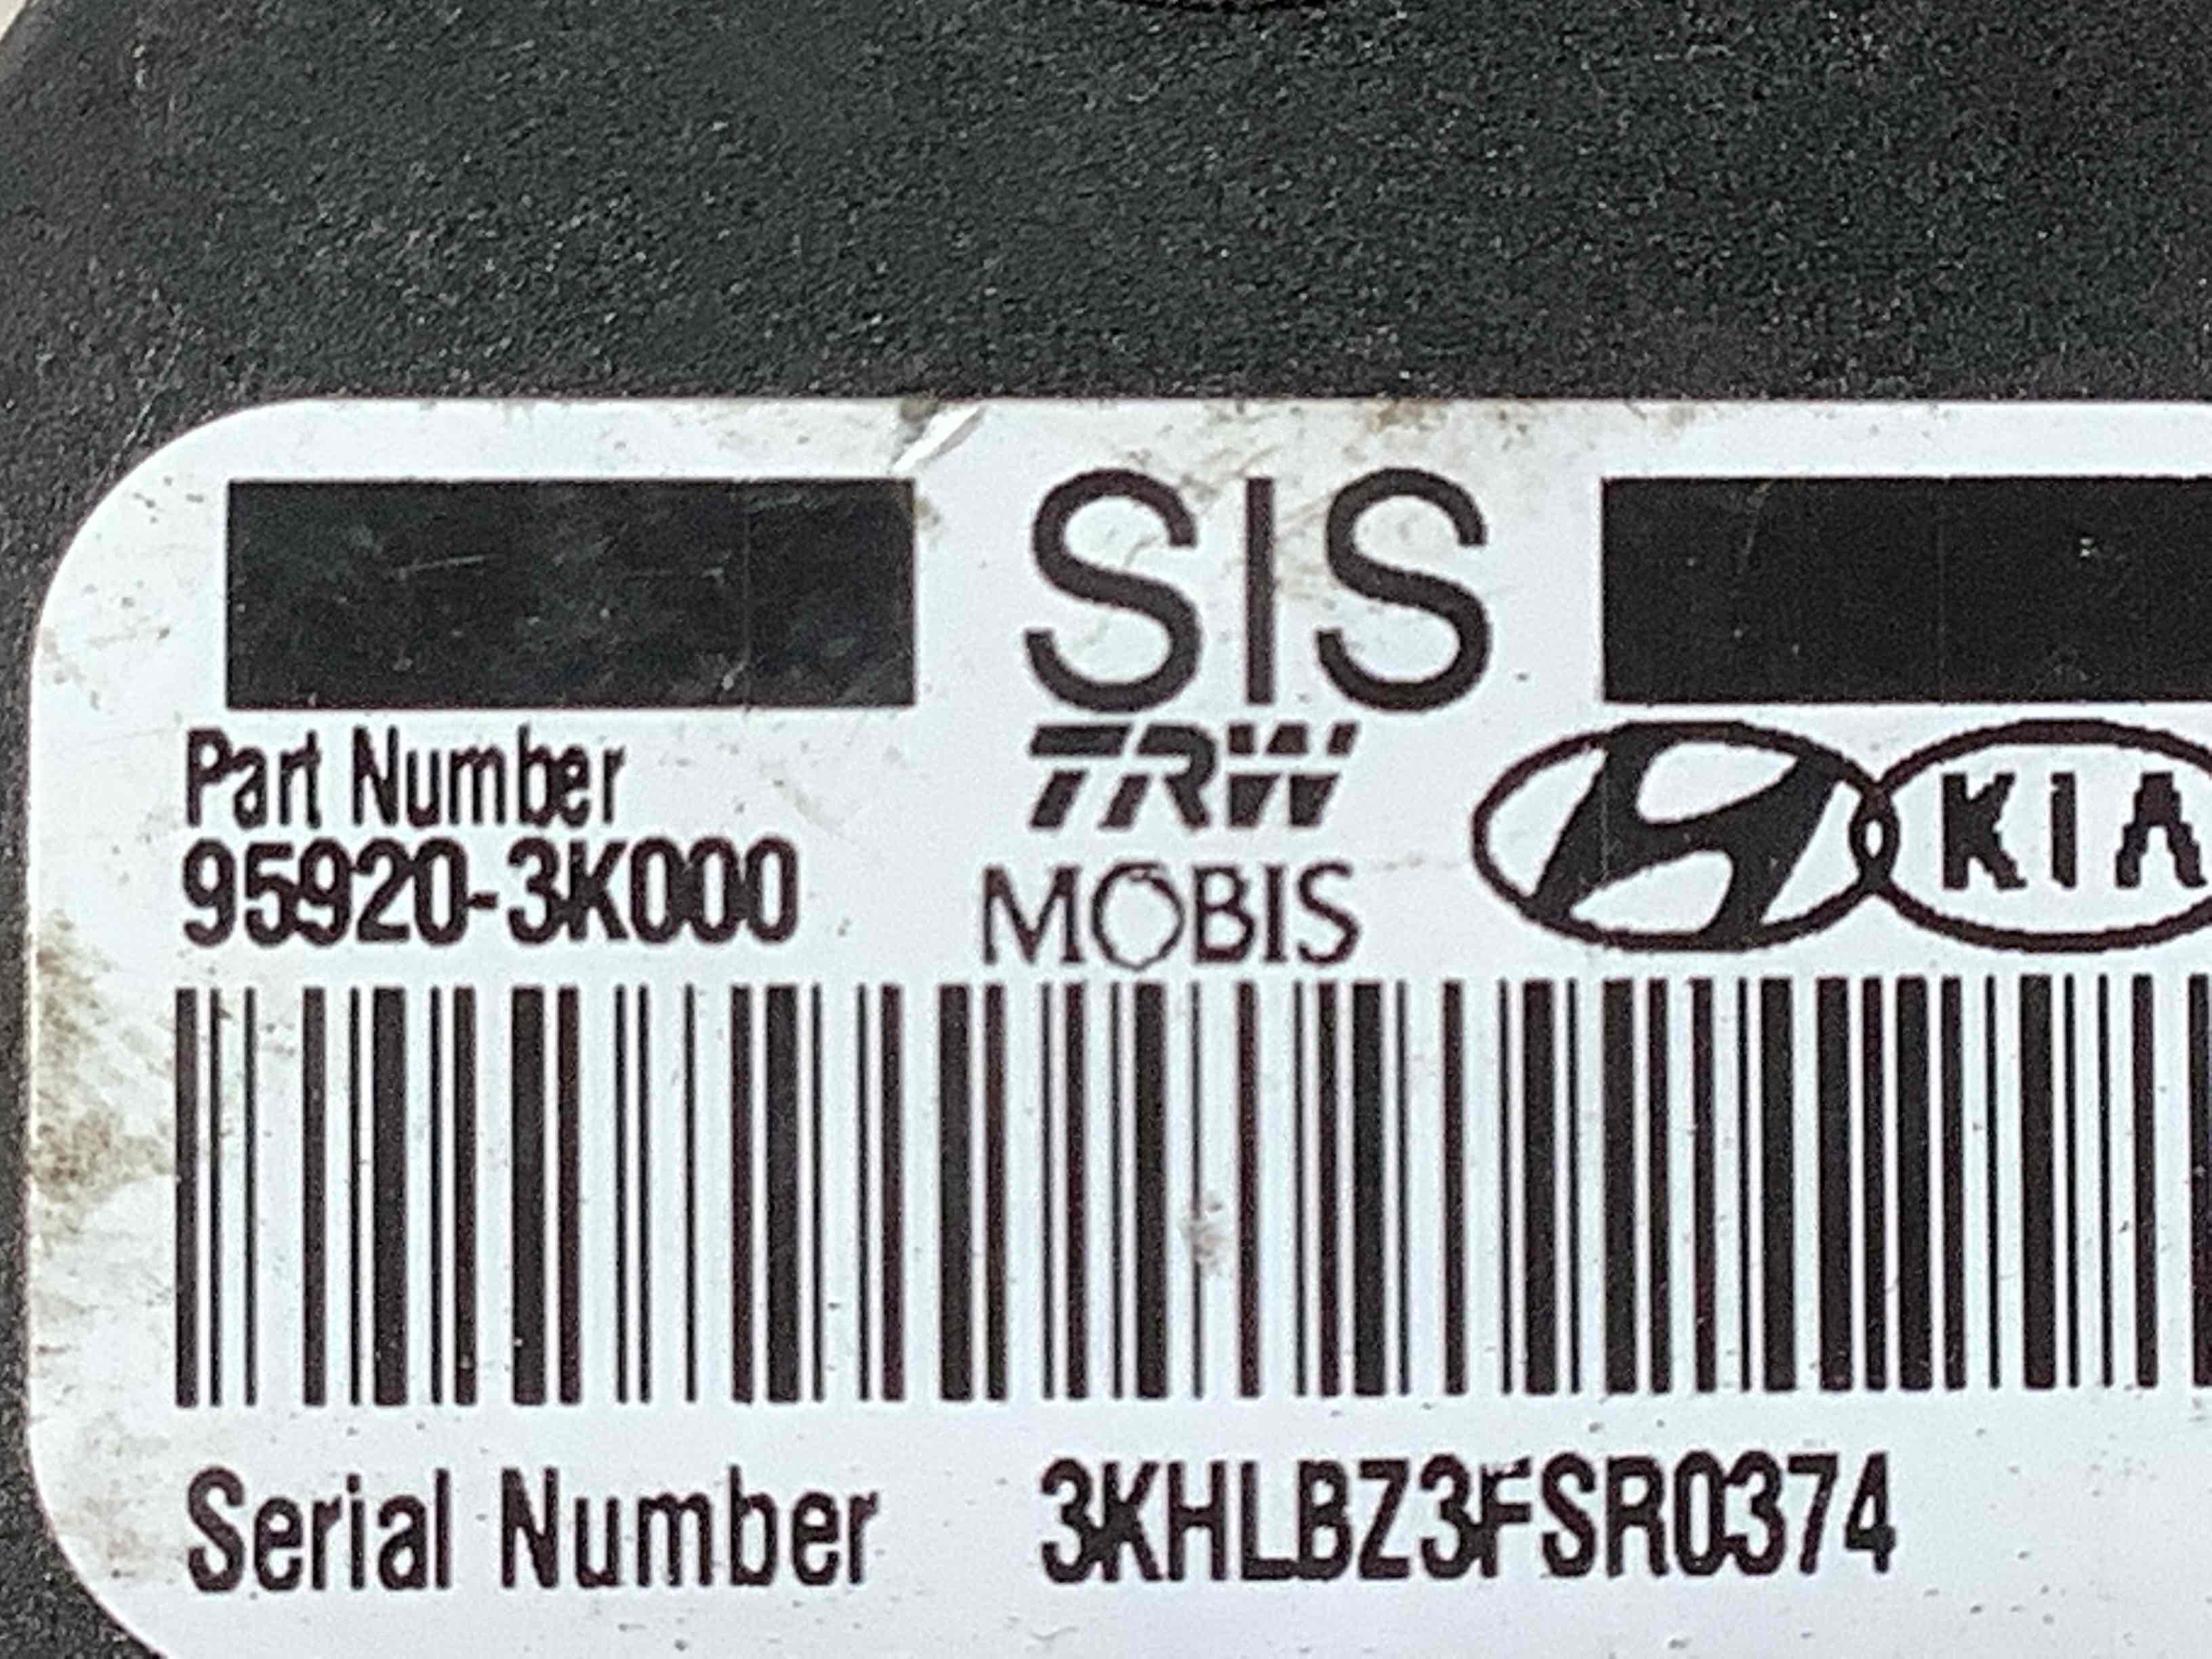 SIS
Part Number
TRW
KIA
95920-3K000
MOBIS
Serial Number 3KHLBZ3FSR0374